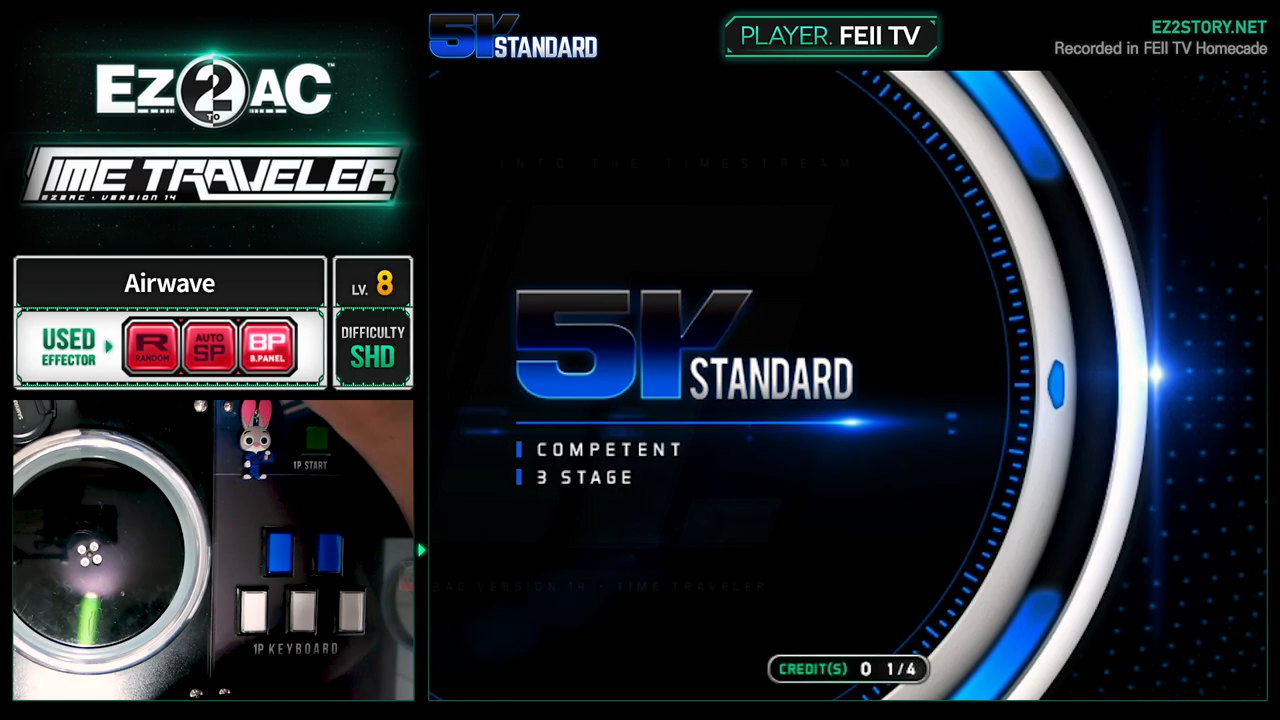 EZ2AC™
TO
TIME TRAVELER
EZ2AC · VERSION 14
Airwave
LV. 8
USED
EFFECTOR
R
RANDOM
AUTO
SP
BP
B.PANEL
DIFFICULTY
SHD
1P START
1P KEYBOARD
5K STANDARD
PLAYER. FEII TV
EZ2STORY.NET
Recorded in FEII TV Homecade
INTO THE TIMESTREAM
5K STANDARD
COMPETENT
3 STAGE
2AC VERSION 14 - TIME TRAVELER
CREDIT(S) 0 1/4